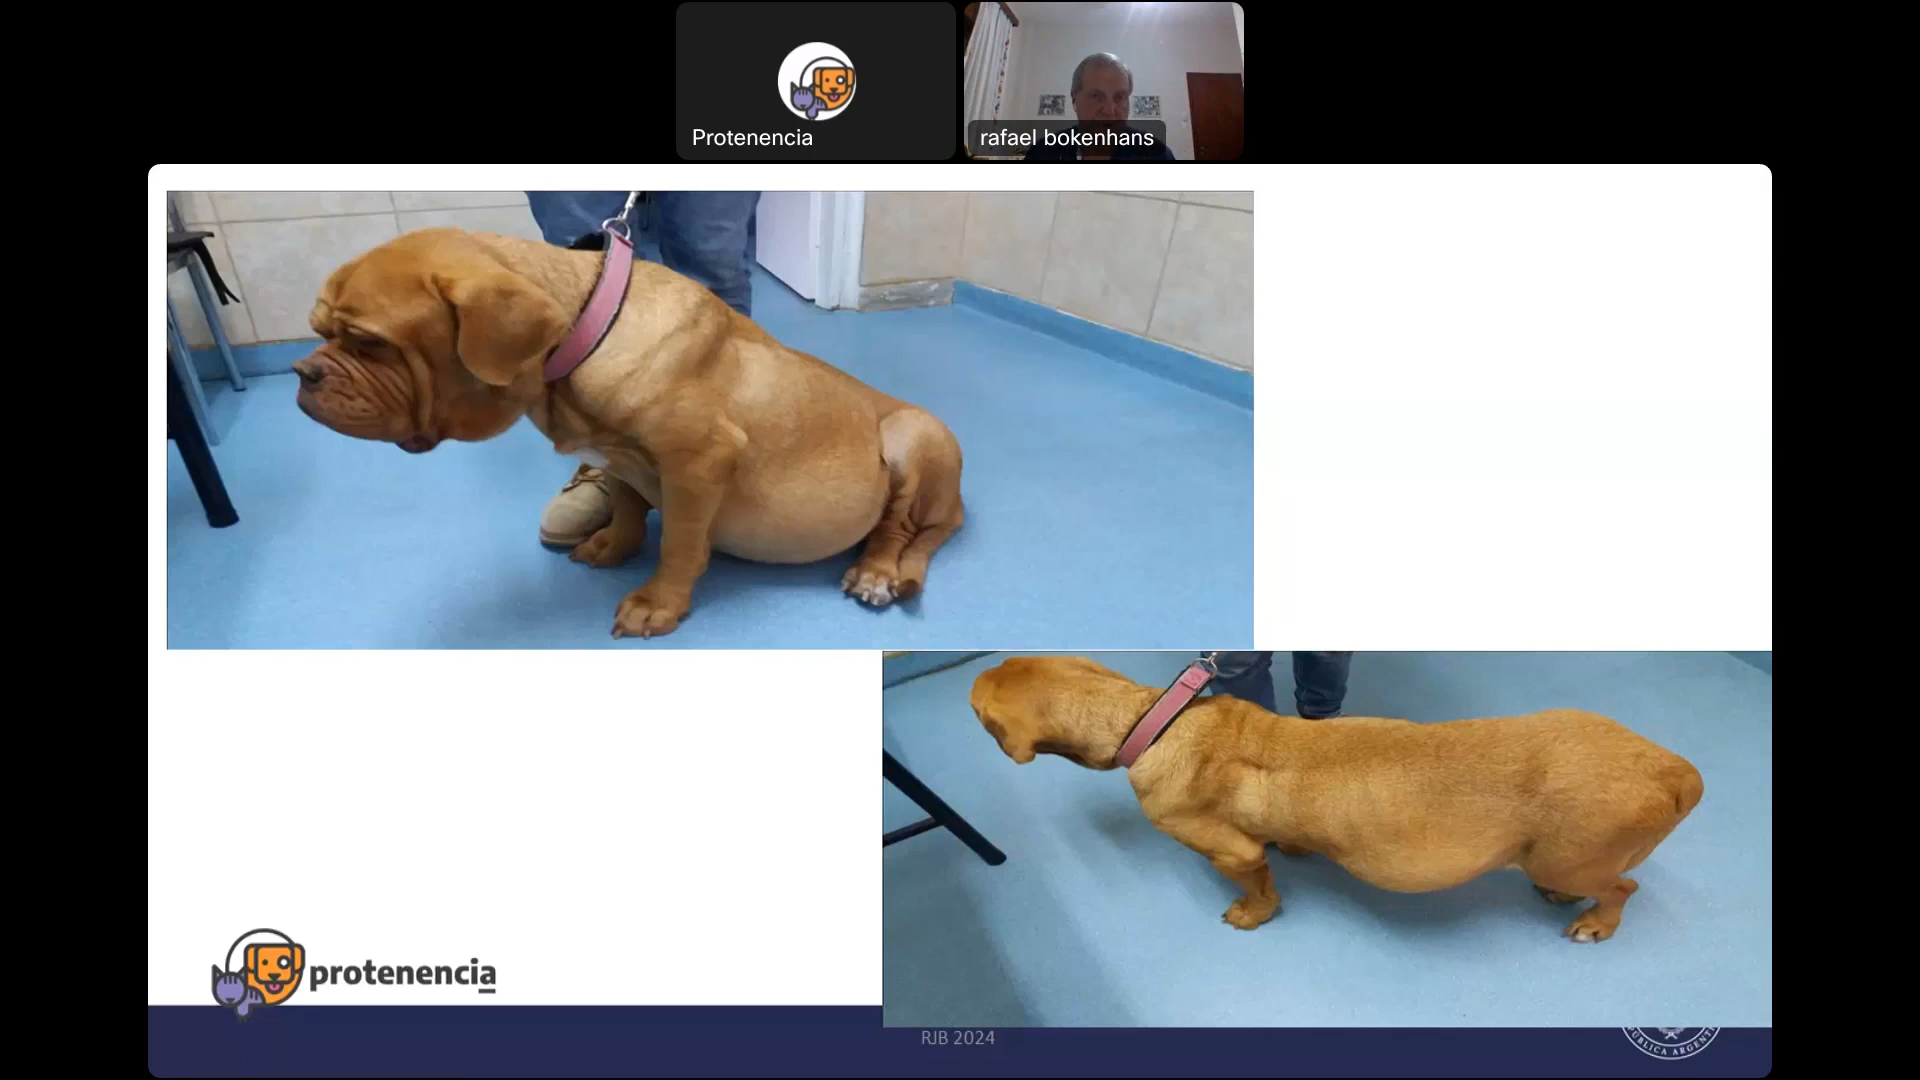 Protenencia
rafael bokenhans
protenencia
RJB 2024